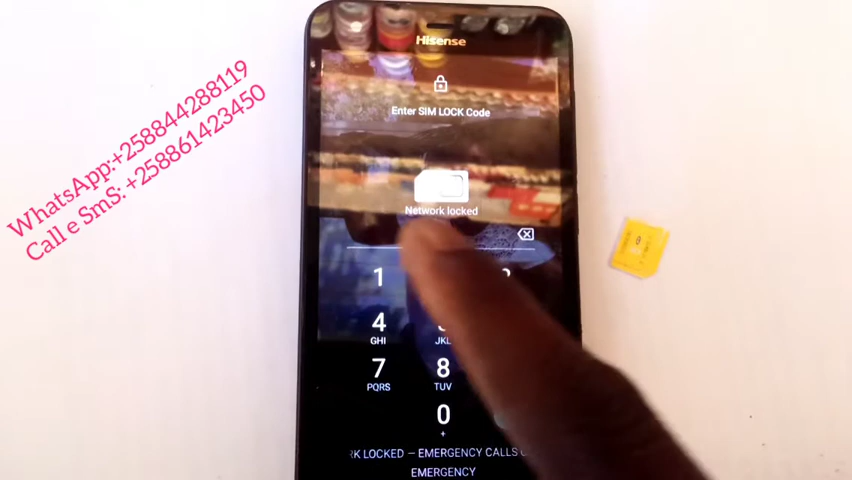 WhatsApp:+258844288119
Call e SmS: +258861423450
Hisense
Enter SIM LOCK Code
Network locked
1
4
GHI
JKL
7
PQRS
8
TUV
0
+
LOCKED – EMERGENCY CALLS
EMERGENCY